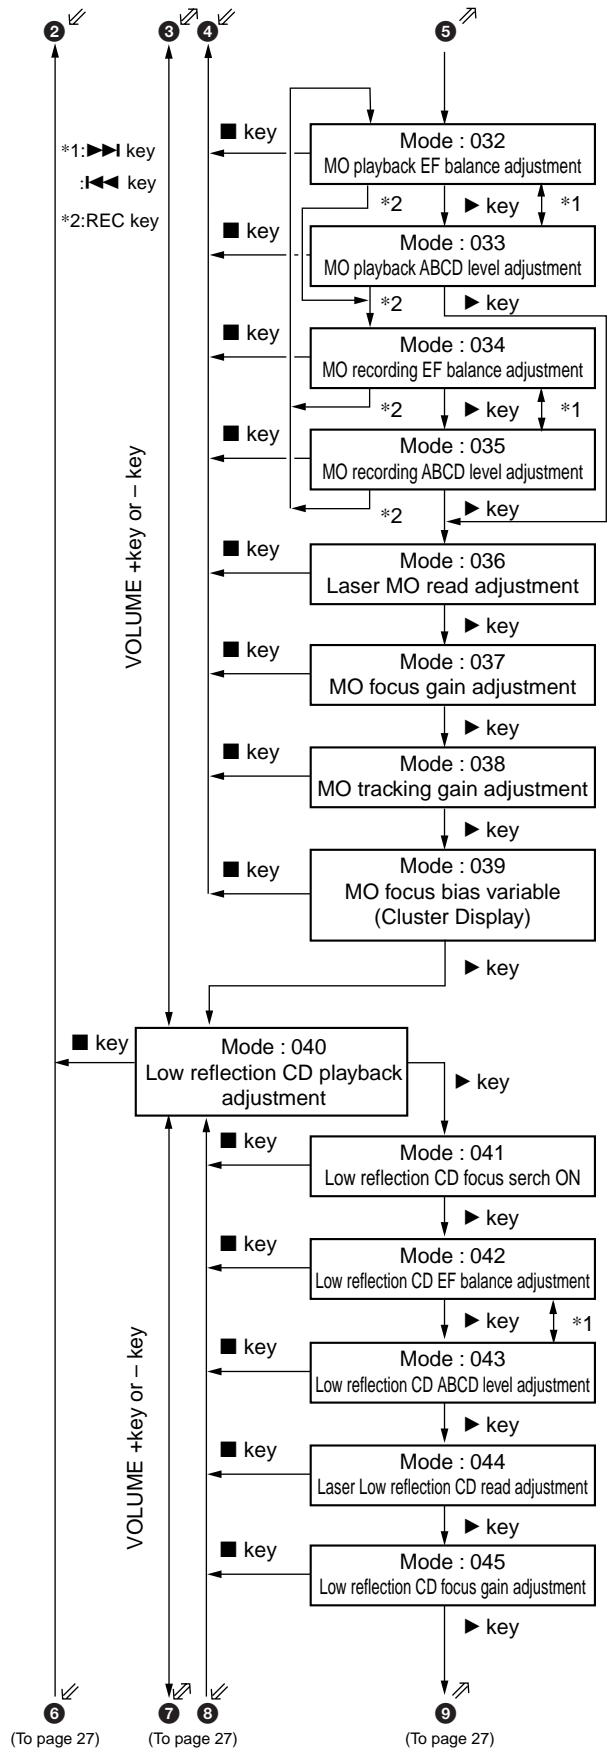 ❷ ❸ ❹ ❺
*1:▶▶I key
:I◀◀ key
*2:REC key
■ key
Mode : 032
MO playback EF balance adjustment
*2
▶ key
*1
■ key
Mode : 033
MO playback ABCD level adjustment
*2
▶ key
■ key
Mode : 034
MO recording EF balance adjustment
*2
▶ key
*1
■ key
Mode : 035
MO recording ABCD level adjustment
*2
▶ key
VOLUME +key or – key
■ key
Mode : 036
Laser MO read adjustment
▶ key
■ key
Mode : 037
MO focus gain adjustment
▶ key
■ key
Mode : 038
MO tracking gain adjustment
▶ key
■ key
Mode : 039
MO focus bias variable
(Cluster Display)
▶ key
■ key
Mode : 040
Low reflection CD playback
adjustment
▶ key
■ key
Mode : 041
Low reflection CD focus serch ON
▶ key
■ key
Mode : 042
Low reflection CD EF balance adjustment
▶ key
*1
■ key
Mode : 043
Low reflection CD ABCD level adjustment
▶ key
VOLUME +key or – key
■ key
Mode : 044
Laser Low reflection CD read adjustment
▶ key
■ key
Mode : 045
Low reflection CD focus gain adjustment
▶ key
❻ ❼ ❽ ❾
(To page 27) (To page 27) (To page 27)